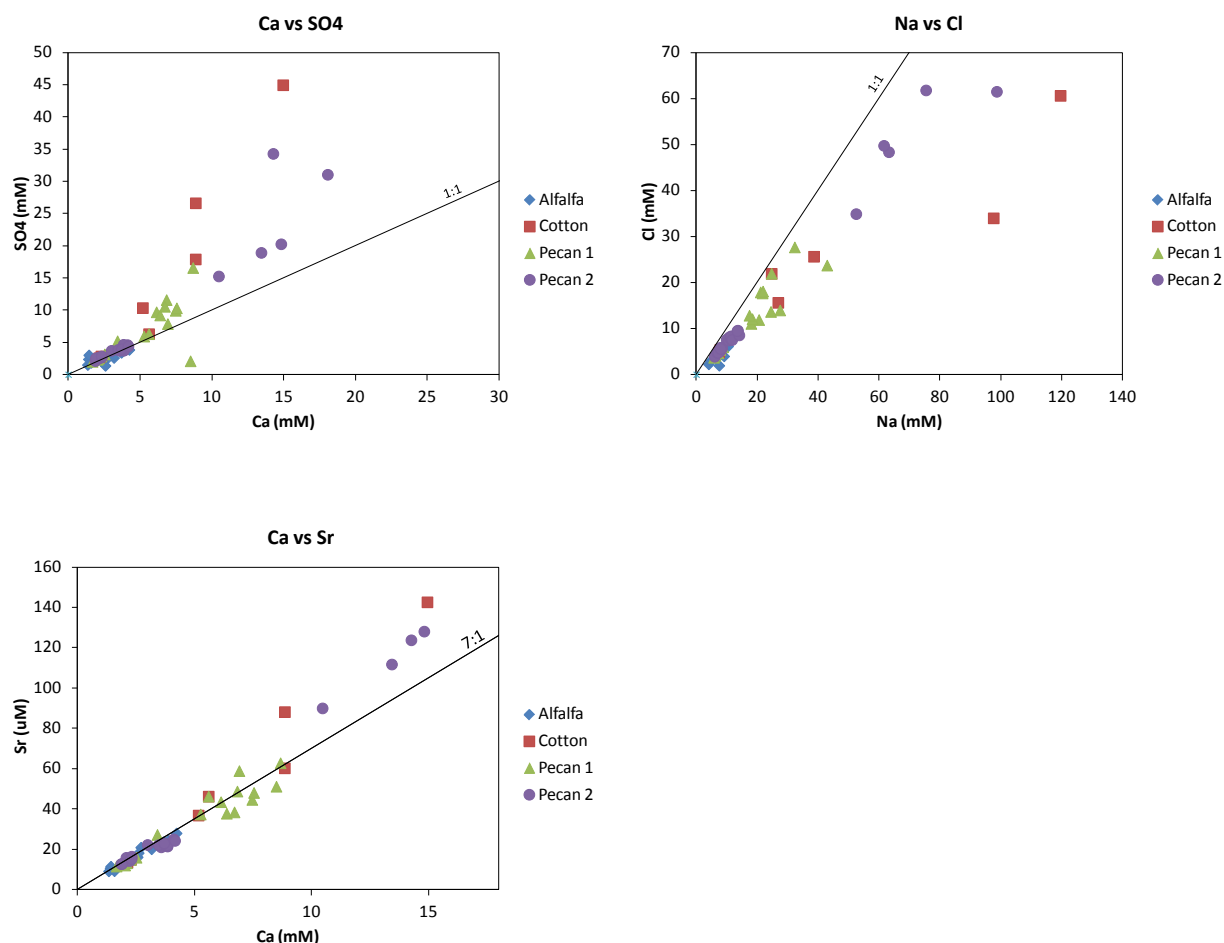 Ca vs SO4
50
45
40
35
30
25
20
15
10
5
0
SO4 (mM)
0 5 10 15 20 25 30
Ca (mM)
1:1
Alfalfa
Cotton
Pecan 1
Pecan 2
Na vs Cl
70
60
50
40
30
20
10
0
Cl (mM)
0 20 40 60 80 100 120 140
Na (mM)
1:1
Alfalfa
Cotton
Pecan 1
Pecan 2
Ca vs Sr
160
140
120
100
80
60
40
20
0
Sr (uM)
0 5 10 15
Ca (mM)
7:1
Alfalfa
Cotton
Pecan 1
Pecan 2